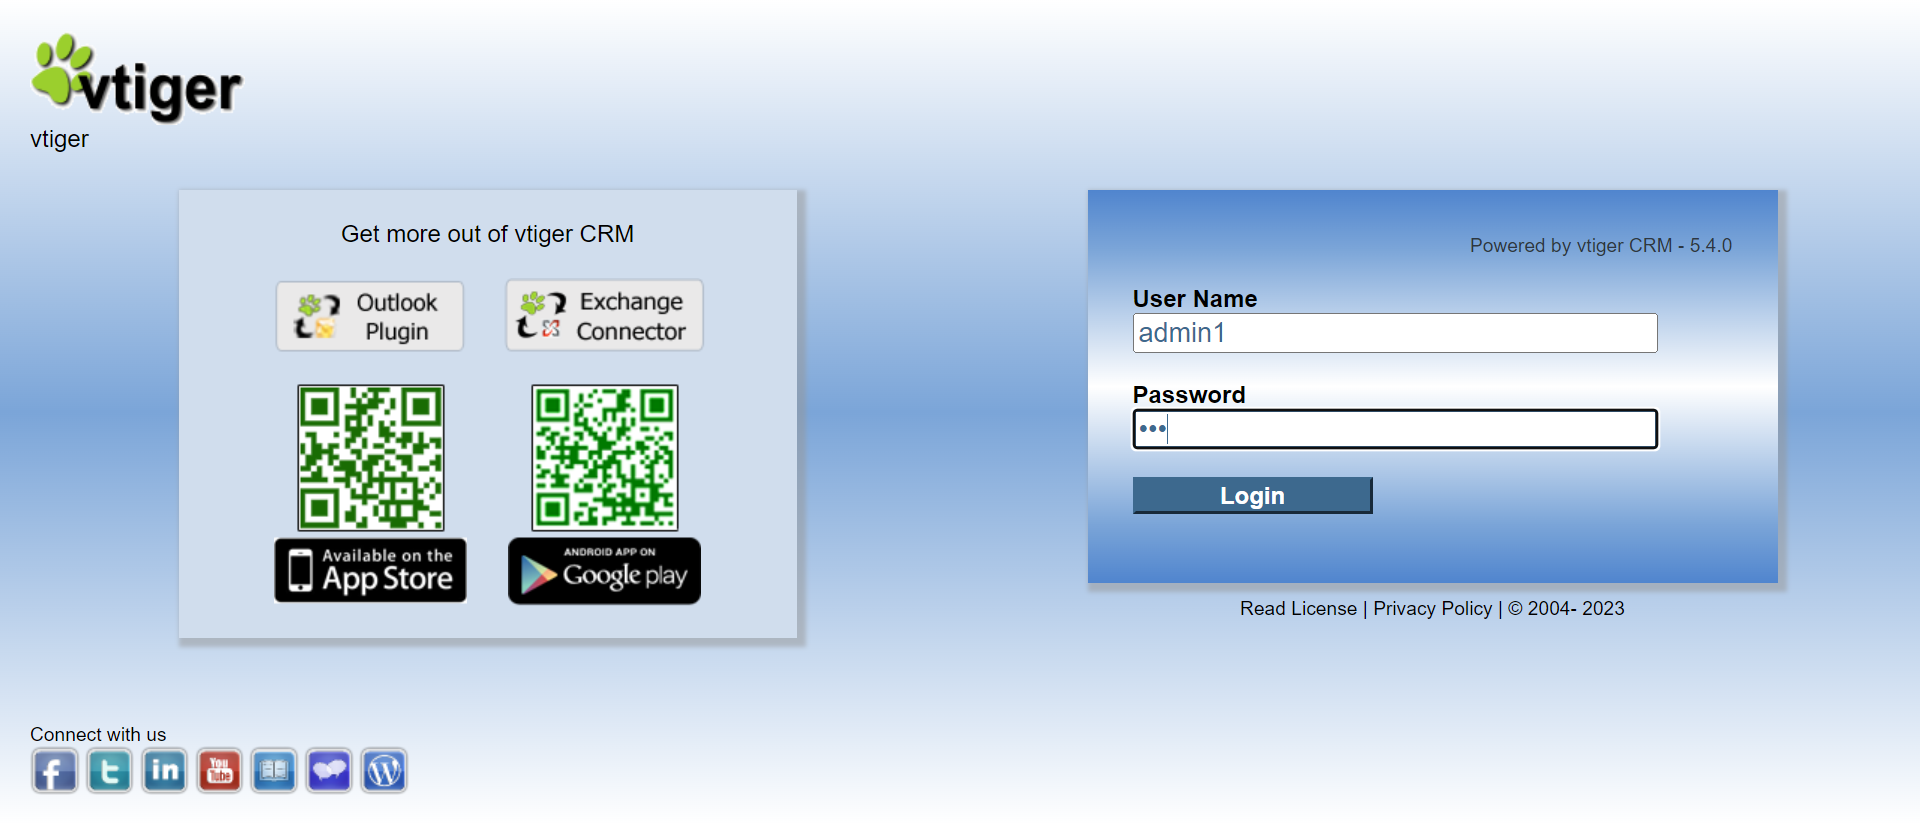 vtiger
vtiger
Get more out of vtiger CRM
Outlook
Plugin
Exchange
Connector
Available on the
App Store
ANDROID APP ON
Google play
Powered by vtiger CRM - 5.4.0
User Name
admin1
Password
•••
Login
Read License | Privacy Policy | © 2004- 2023
Connect with us
f
t
in
You
Tube
W